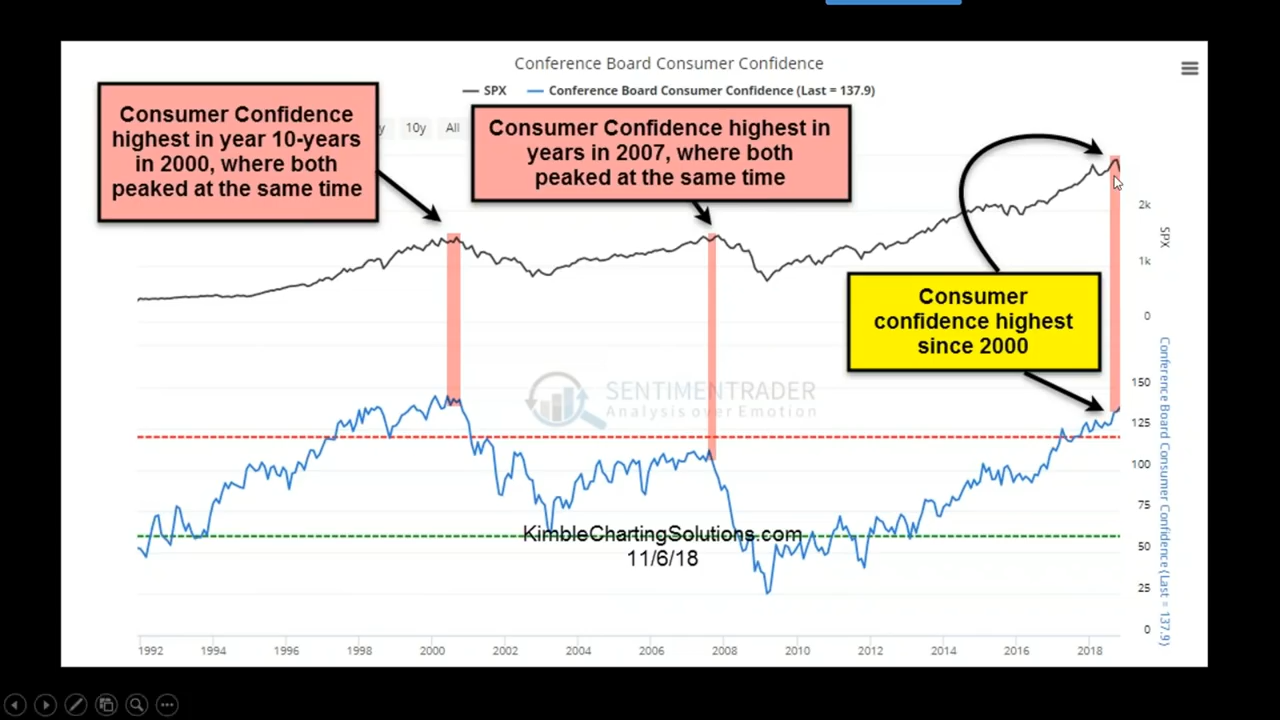 Conference Board Consumer Confidence
SPX
Conference Board Consumer Confidence (Last = 137.9)
10y
All
Consumer Confidence
highest in year 10-years
in 2000, where both
peaked at the same time
Consumer Confidence highest in
years in 2007, where both
peaked at the same time
Consumer
confidence highest
since 2000
2k
1k
0
SPX
150
125
100
75
50
25
0
Conference Board Consumer Confidence (Last = 137.9)
SENTIMENTRADER
Analysis over Emotion
KimbleChartingSolutions.com
11/6/18
1992
1994
1996
1998
2000
2002
2004
2006
2008
2010
2012
2014
2016
2018